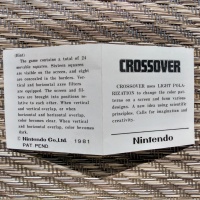 HINT:
The game contains a total of 24
movable squares. Sixteen squares
are visible on the screen, and eight
are concealed in the borders. Ver-
tical and horizontal axes filters
are equipped. The screen and fil-
ters are brought into positions re-
lative to each other. When vertical
and vertical overlap, or when
horizontal and horizontal overlap,
color becomes clear. When vertical
and horizontal overlap, color becomes
dark.
© Nintendo Co., Ltd. 1981
PAT PEND
CROSSOVER
CROSSOVER uses LIGHT POLA-
RIZATION to change the color pat-
terns on a screen and form various
designs. A new idea using scientific
principles. Calls for imagination and
creativity.
Nintendo